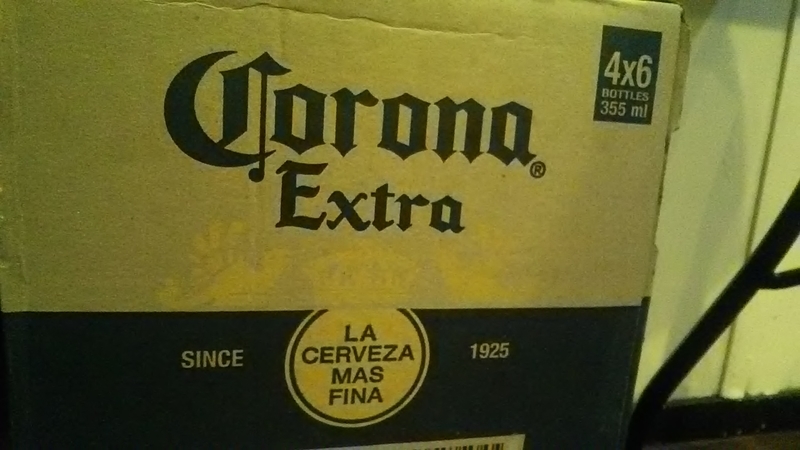 Corona®
Extra
4x6
BOTTLES
355 ml
SINCE
LA
CERVEZA
MAS
FINA
1925